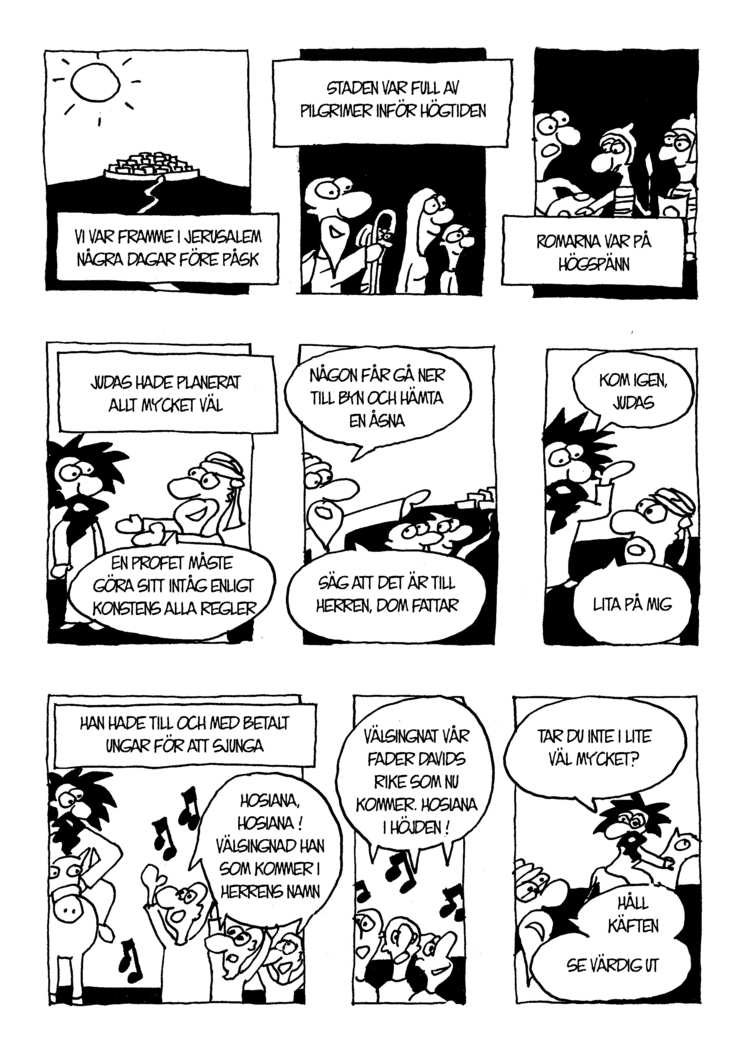 VI VAR FRAMME I JERUSALEM
NÅGRA DAGAR FÖRE PÅSK
STADEN VAR FULL AV
PILGRIMER INFÖR HÖGTIDEN
ROMARNA VAR PÅ
HÖGSPÄNN
JUDAS HADE PLANERAT
ALLT MYCKET VÄL
EN PROFET MÅSTE
GÖRA SITT INTÅG ENLIGT
KONSTENS ALLA REGLER
NÅGON FÅR GÅ NER
TILL BYN OCH HÄMTA
EN ÅSNA
SÄG ATT DET ÄR TILL
HERREN, DOM FATTAR
KOM IGEN,
JUDAS
LITA PÅ MIG
HAN HADE TILL OCH MED BETALT
UNGAR FÖR ATT SJUNGA
HOSIANA,
HOSIANA !
VÄLSIGNAD HAN
SOM KOMMER I
HERRENS NAMN
VÄLSINGNAT VÅR
FADER DAVIDS
RIKE SOM NU
KOMMER. HOSIANA
I HÖJDEN !
TAR DU INTE I LITE
VÄL MYCKET?
HÅLL
KÄFTEN
SE VÄRDIG UT